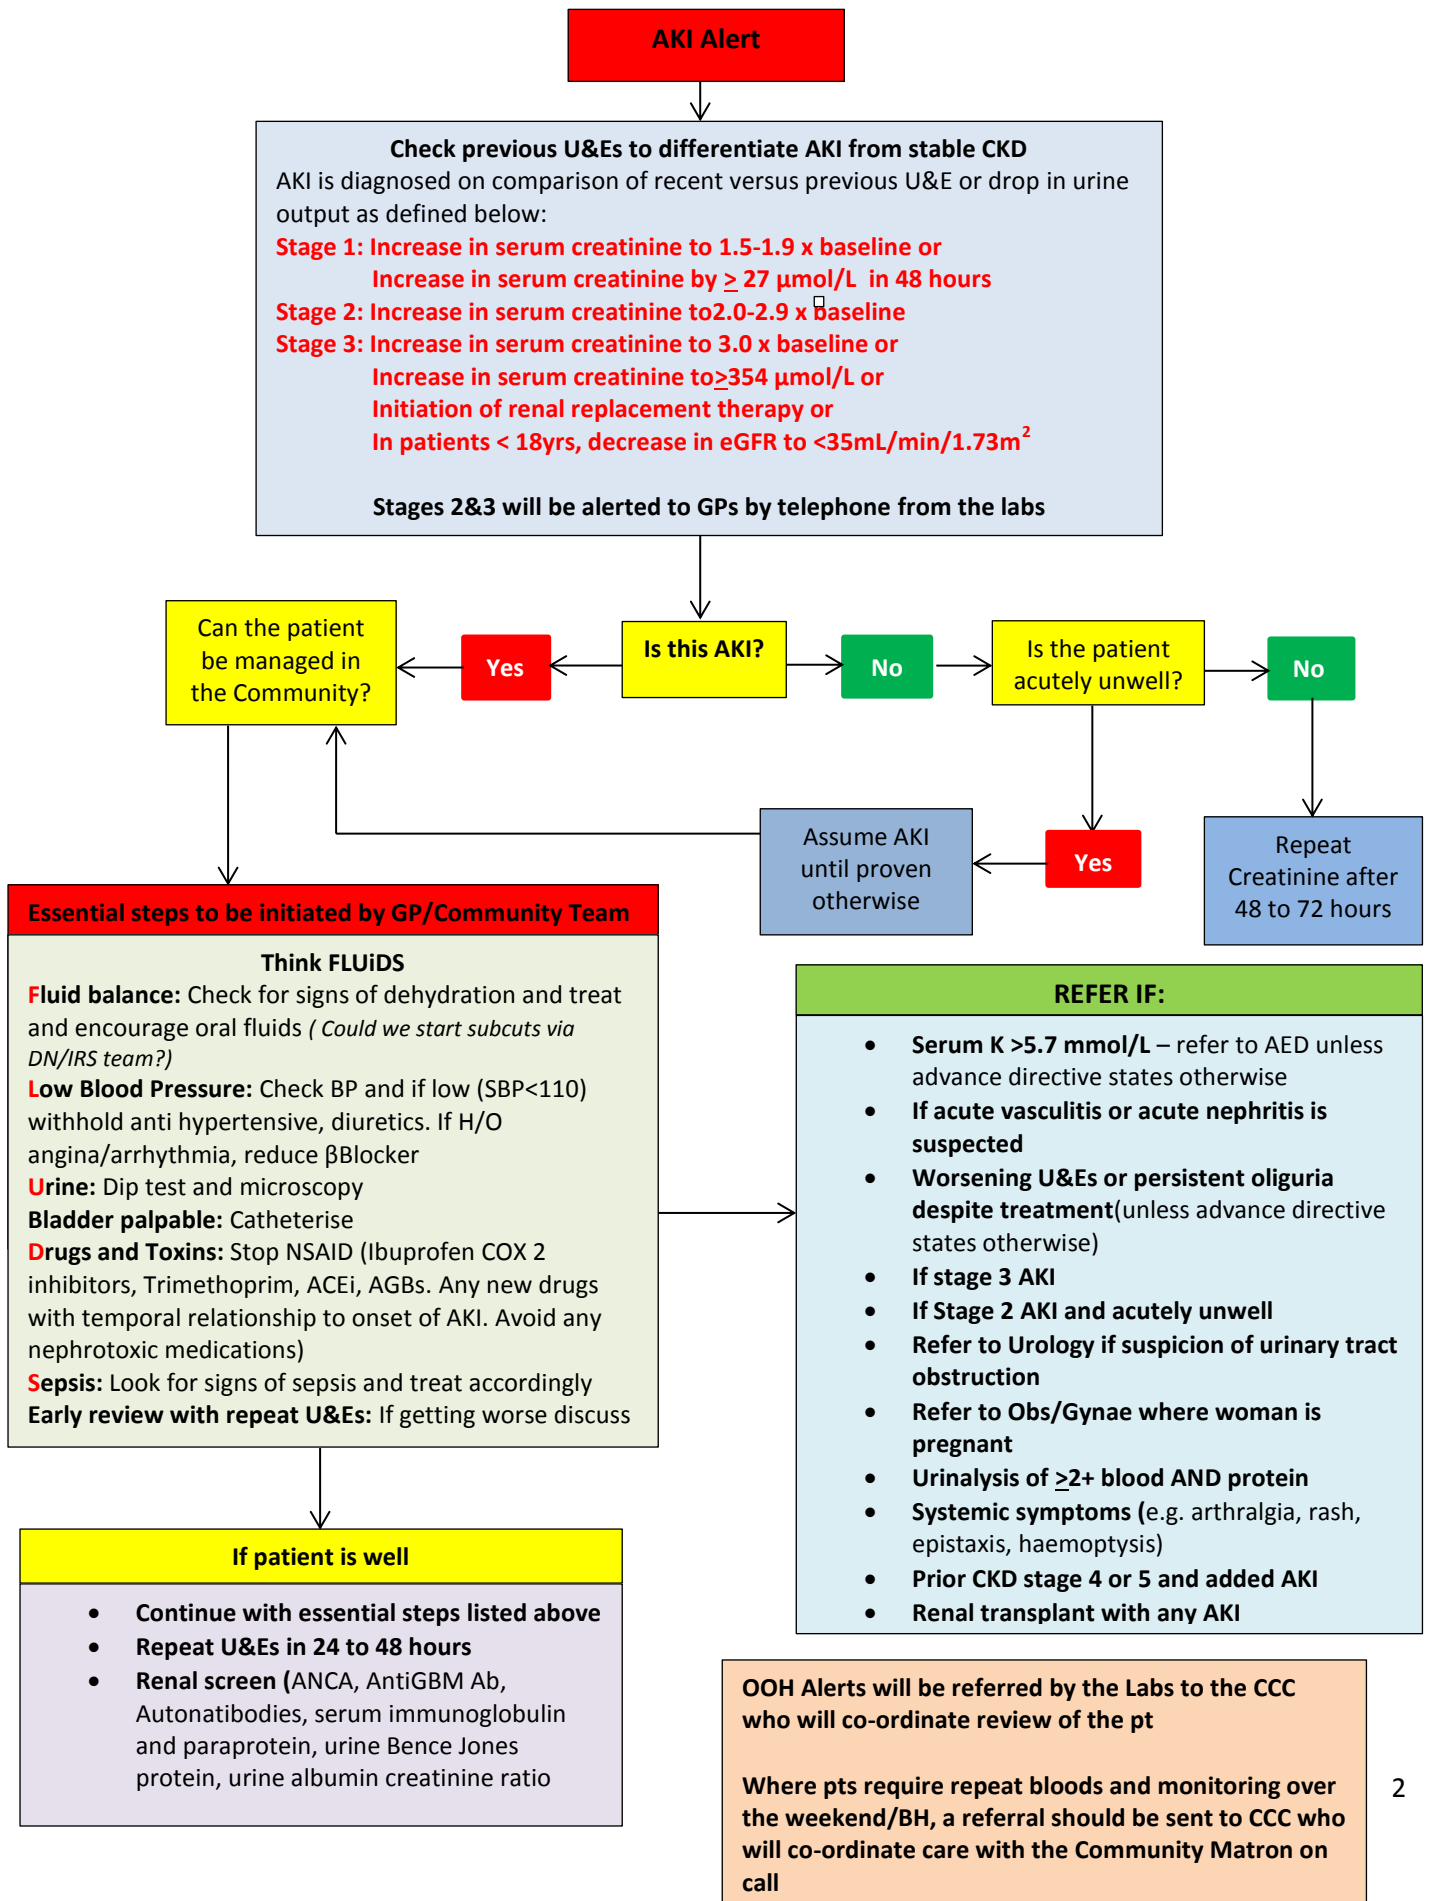 AKI Alert
Check previous U&Es to differentiate AKI from stable CKD
AKI is diagnosed on comparison of recent versus previous U&E or drop in urine
output as defined below:
Stage 1: Increase in serum creatinine to 1.5-1.9 x baseline or
Increase in serum creatinine by ≥ 27 µmol/L  in 48 hours
Stage 2: Increase in serum creatinine to2.0-2.9 x baseline
Stage 3: Increase in serum creatinine to 3.0 x baseline or
Increase in serum creatinine to≥354 µmol/L or
Initiation of renal replacement therapy or
In patients < 18yrs, decrease in eGFR to <35mL/min/1.73m²
Stages 2&3 will be alerted to GPs by telephone from the labs
Can the patient
be managed in
the Community?
Yes
Is this AKI?
No
Is the patient
acutely unwell?
No
Assume AKI
until proven
otherwise
Yes
Repeat
Creatinine after
48 to 72 hours
Essential steps to be initiated by GP/Community Team
Think FLUiDS
Fluid balance: Check for signs of dehydration and treat
and encourage oral fluids ( Could we start subcuts via
DN/IRS team?)
Low Blood Pressure: Check BP and if low (SBP<110)
withhold anti hypertensive, diuretics. If H/O
angina/arrhythmia, reduce βBlocker
Urine: Dip test and microscopy
Bladder palpable: Catheterise
Drugs and Toxins: Stop NSAID (Ibuprofen COX 2
inhibitors, Trimethoprim, ACEi, AGBs. Any new drugs
with temporal relationship to onset of AKI. Avoid any
nephrotoxic medications)
Sepsis: Look for signs of sepsis and treat accordingly
Early review with repeat U&Es: If getting worse discuss
REFER IF:
• Serum K >5.7 mmol/L – refer to AED unless
advance directive states otherwise
• If acute vasculitis or acute nephritis is
suspected
• Worsening U&Es or persistent oliguria
despite treatment(unless advance directive
states otherwise)
• If stage 3 AKI
• If Stage 2 AKI and acutely unwell
• Refer to Urology if suspicion of urinary tract
obstruction
• Refer to Obs/Gynae where woman is
pregnant
• Urinalysis of ≥2+ blood AND protein
• Systemic symptoms (e.g. arthralgia, rash,
epistaxis, haemoptysis)
• Prior CKD stage 4 or 5 and added AKI
• Renal transplant with any AKI
If patient is well
• Continue with essential steps listed above
• Repeat U&Es in 24 to 48 hours
• Renal screen (ANCA, AntiGBM Ab,
Autonatibodies, serum immunoglobulin
and paraprotein, urine Bence Jones
protein, urine albumin creatinine ratio
OOH Alerts will be referred by the Labs to the CCC
who will co-ordinate review of the pt
Where pts require repeat bloods and monitoring over
the weekend/BH, a referral should be sent to CCC who
will co-ordinate care with the Community Matron on
call
2